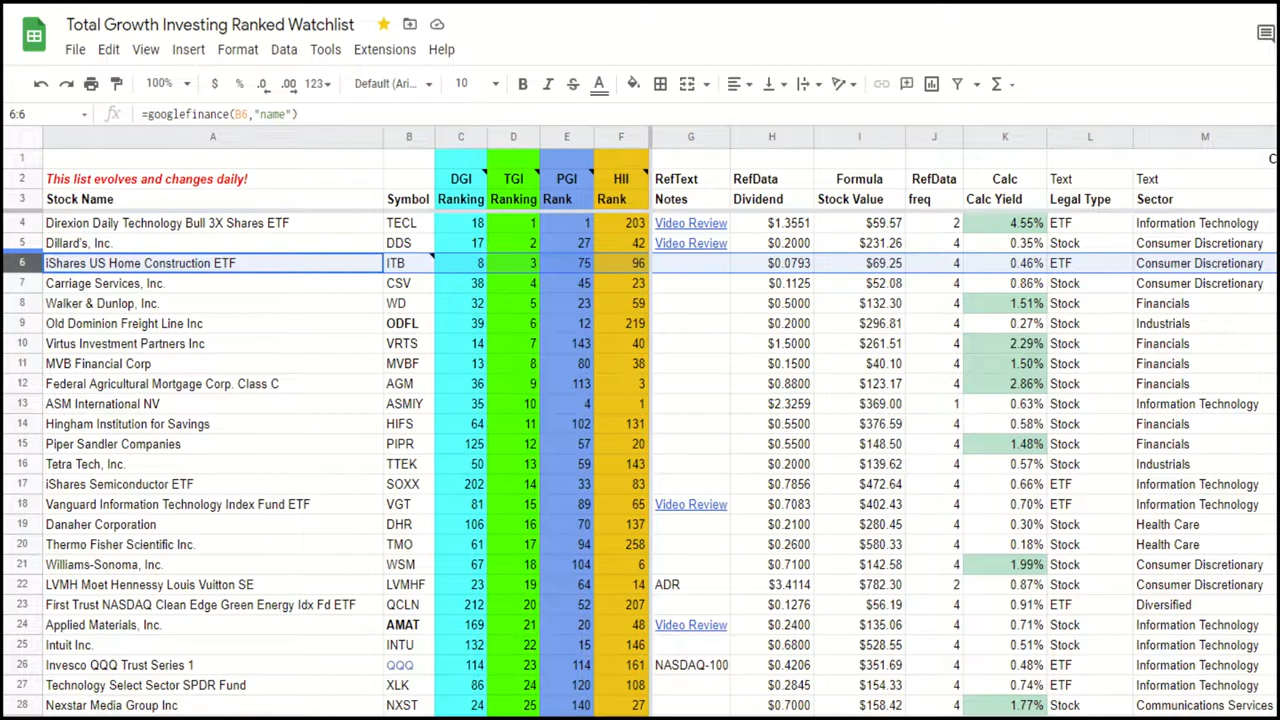 Total Growth Investing Ranked Watchlist
File Edit View Insert Format Data Tools Extensions Help
100% $ % .0 .00 123 Default (Ari... 10 B I S A
6:6 fx =googlefinance(B6,"name")
A B C D E F G H I J K L M
1 C
2 This list evolves and changes daily! DGI TGI PGI HII RefText RefData Formula RefData Calc Text Text
3 Stock Name Symbol Ranking Ranking Rank Rank Notes Dividend Stock Value freq Calc Yield Legal Type Sector
4 Direxion Daily Technology Bull 3X Shares ETF TECL 18 1 1 203 Video Review $1.3551 $59.57 2 4.55% ETF Information Technology
5 Dillard's, Inc. DDS 17 2 27 42 Video Review $0.2000 $231.26 4 0.35% Stock Consumer Discretionary
6 iShares US Home Construction ETF ITB 8 3 75 96 $0.0793 $69.25 4 0.46% ETF Consumer Discretionary
7 Carriage Services, Inc. CSV 38 4 45 23 $0.1125 $52.08 4 0.86% Stock Consumer Discretionary
8 Walker & Dunlop, Inc. WD 32 5 23 59 $0.5000 $132.30 4 1.51% Stock Financials
9 Old Dominion Freight Line Inc ODFL 39 6 12 219 $0.2000 $296.81 4 0.27% Stock Industrials
10 Virtus Investment Partners Inc VRTS 14 7 143 40 $1.5000 $261.51 4 2.29% Stock Financials
11 MVB Financial Corp MVBF 13 8 80 38 $0.1500 $40.10 4 1.50% Stock Financials
12 Federal Agricultural Mortgage Corp. Class C AGM 36 9 113 3 $0.8800 $123.17 4 2.86% Stock Financials
13 ASM International NV ASMIY 35 10 4 1 $2.3259 $369.00 1 0.63% Stock Information Technology
14 Hingham Institution for Savings HIFS 64 11 102 131 $0.5500 $376.59 4 0.58% Stock Financials
15 Piper Sandler Companies PIPR 125 12 57 20 $0.5500 $148.50 4 1.48% Stock Financials
16 Tetra Tech, Inc. TTEK 50 13 59 143 $0.2000 $139.62 4 0.57% Stock Industrials
17 iShares Semiconductor ETF SOXX 202 14 33 83 $0.7856 $472.64 4 0.66% ETF Information Technology
18 Vanguard Information Technology Index Fund ETF VGT 81 15 89 65 Video Review $0.7083 $402.43 4 0.70% ETF Information Technology
19 Danaher Corporation DHR 106 16 70 137 $0.2100 $280.45 4 0.30% Stock Health Care
20 Thermo Fisher Scientific Inc. TMO 61 17 94 258 $0.2600 $580.33 4 0.18% Stock Health Care
21 Williams-Sonoma, Inc. WSM 67 18 104 6 $0.7100 $142.58 4 1.99% Stock Consumer Discretionary
22 LVMH Moet Hennessy Louis Vuitton SE LVMHF 23 19 64 14 ADR $3.4114 $782.30 2 0.87% Stock Consumer Discretionary
23 First Trust NASDAQ Clean Edge Green Energy Idx Fd ETF QCLN 212 20 52 207 $0.1276 $56.19 4 0.91% ETF Diversified
24 Applied Materials, Inc. AMAT 169 21 20 48 Video Review $0.2400 $135.06 4 0.71% Stock Information Technology
25 Intuit Inc. INTU 132 22 15 146 $0.6800 $528.55 4 0.51% Stock Information Technology
26 Invesco QQQ Trust Series 1 QQQ 114 23 114 161 NASDAQ-100 $0.4206 $351.69 4 0.48% ETF Information Technology
27 Technology Select Sector SPDR Fund XLK 86 24 120 108 $0.2845 $154.33 4 0.74% ETF Information Technology
28 Nexstar Media Group Inc NXST 24 25 140 27 $0.7000 $158.42 4 1.77% Stock Communications Services